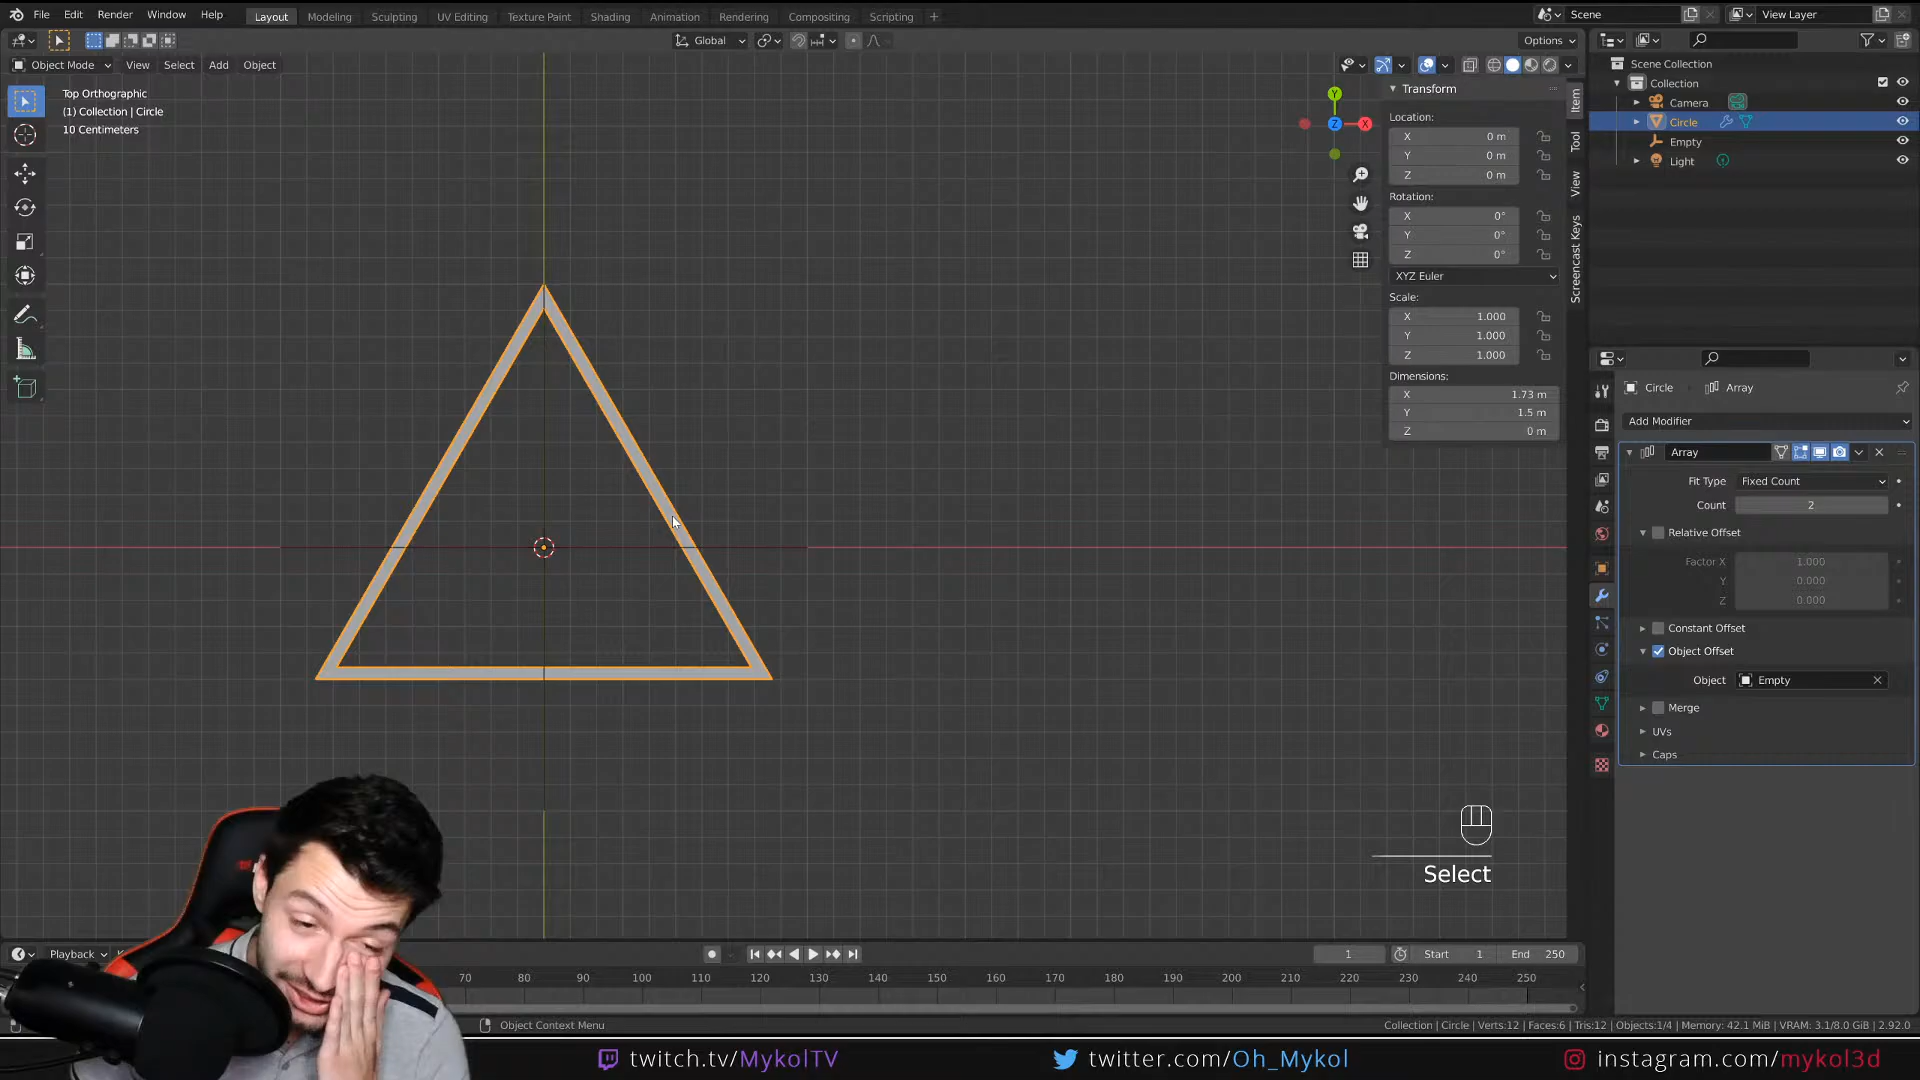 File Edit Render Window Help Layout Modeling Sculpting UV Editing Texture Paint Shading Animation Rendering Compositing Scripting + Scene View Layer
Global Options
Object Mode View Select Add Object
Top Orthographic
(1) Collection | Circle
10 Centimeters
Y
Z
X
Transform
Location:
X 0 m
Y 0 m
Z 0 m
Rotation:
X 0°
Y 0°
Z 0°
XYZ Euler
Scale:
X 1.000
Y 1.000
Z 1.000
Dimensions:
X 1.73 m
Y 1.5 m
Z 0 m
Item
Tool
View
Screencast Keys
Scene Collection
Collection
Camera
Circle
Empty
Light
Circle Array
Add Modifier
Array
Fit Type Fixed Count
Count 2
Relative Offset
Factor X 1.000
Y 0.000
Z 0.000
Constant Offset
Object Offset
Object Empty
Merge
UVs
Caps
Select
Playback 1 Start 1 End 250
70 80 90 100 110 120 130 140 150 160 170 180 190 200 210 220 230 240 250
Object Context Menu
Collection | Circle | Verts:12 | Faces:6 | Tris:12 | Objects:1/4 | Memory: 42.1 MiB | VRAM: 3.1/8.0 GiB | 2.92.0
twitch.tv/MykolTV twitter.com/Oh_Mykol instagram.com/mykol3d